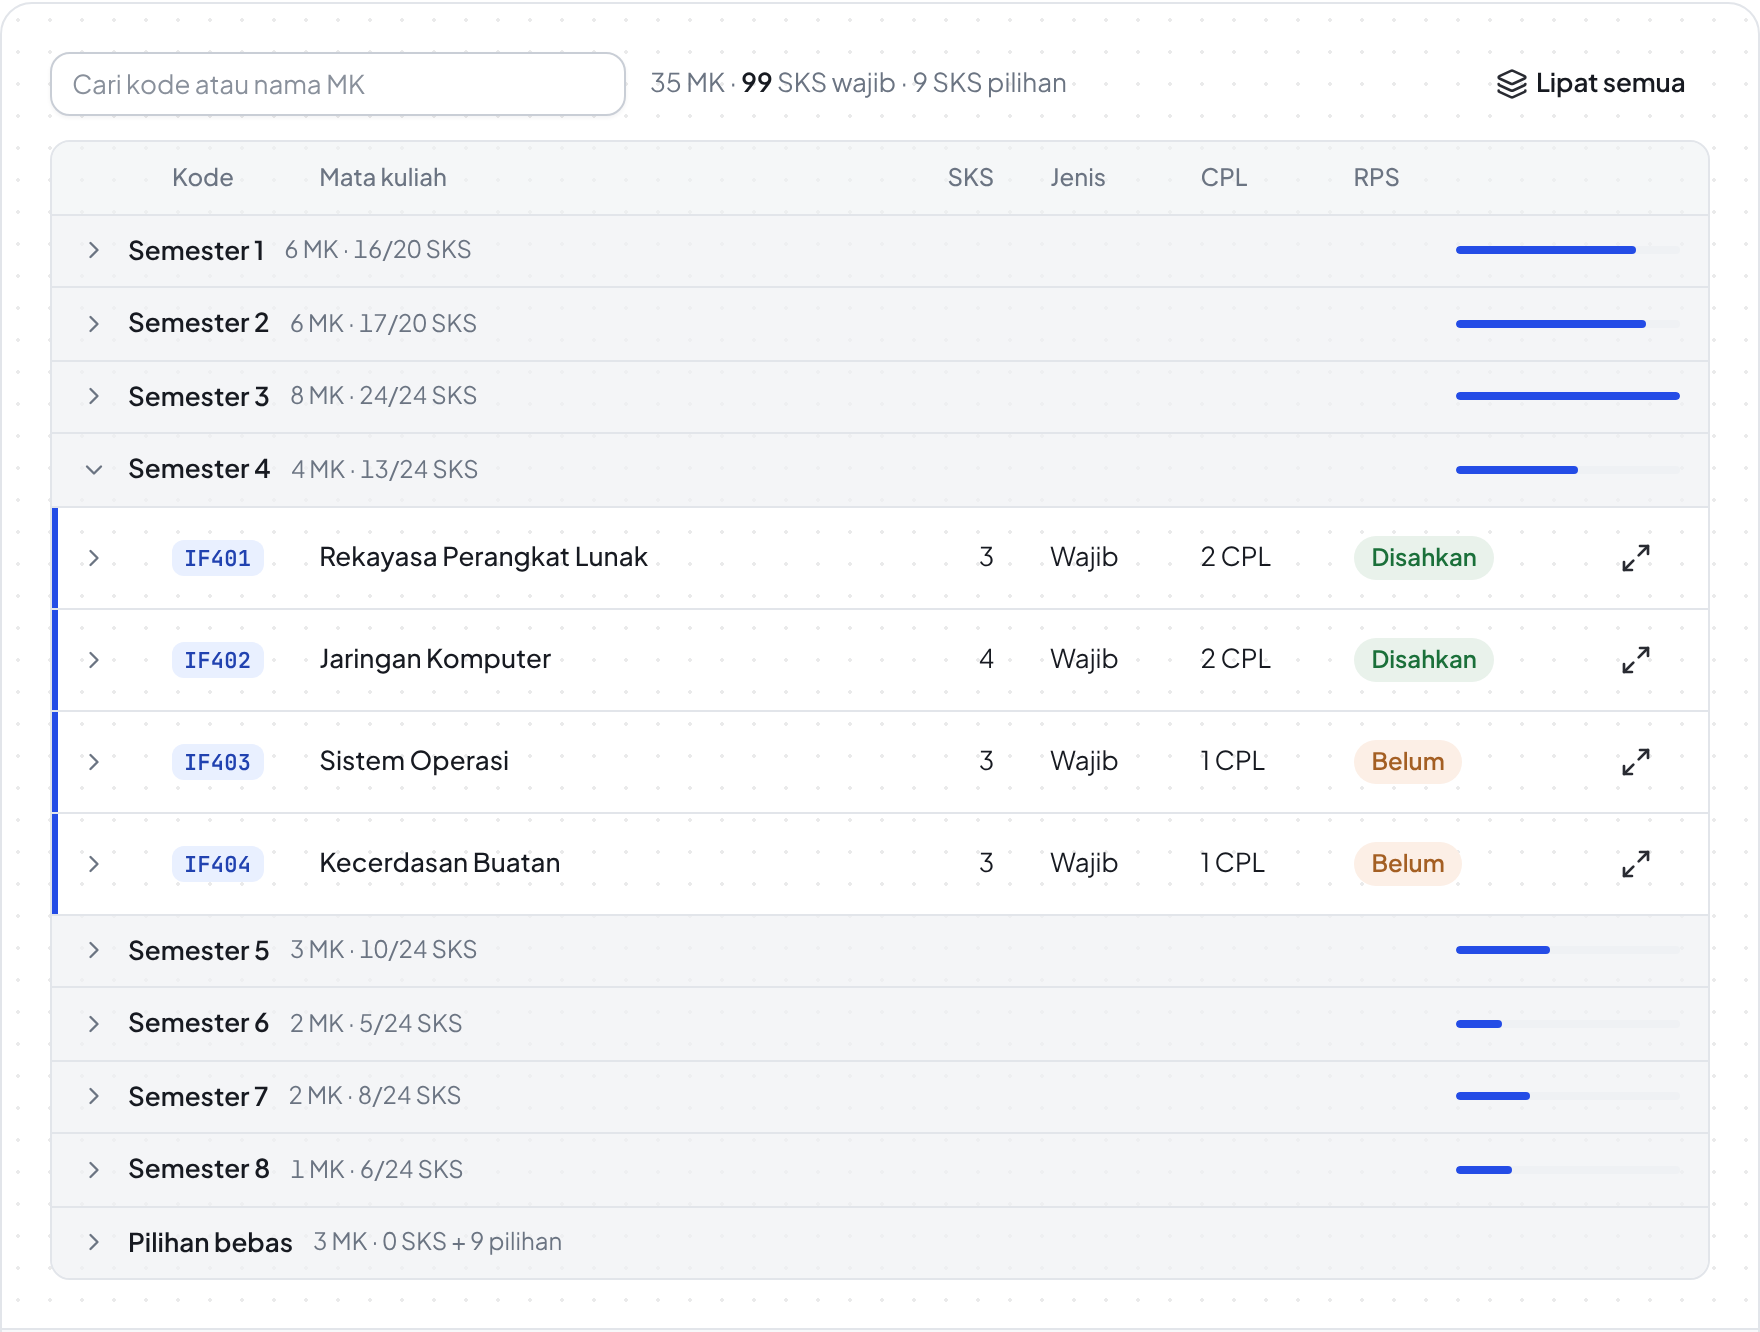 Cari kode atau nama MK 35 MK · 99 SKS wajib · 9 SKS pilihan Lipat semua
Kode Mata kuliah SKS Jenis CPL RPS
Semester 1 6 MK · 16/20 SKS
Semester 2 6 MK · 17/20 SKS
Semester 3 8 MK · 24/24 SKS
Semester 4 4 MK · 13/24 SKS
IF401 Rekayasa Perangkat Lunak 3 Wajib 2 CPL Disahkan
IF402 Jaringan Komputer 4 Wajib 2 CPL Disahkan
IF403 Sistem Operasi 3 Wajib 1 CPL Belum
IF404 Kecerdasan Buatan 3 Wajib 1 CPL Belum
Semester 5 3 MK · 10/24 SKS
Semester 6 2 MK · 5/24 SKS
Semester 7 2 MK · 8/24 SKS
Semester 8 1 MK · 6/24 SKS
Pilihan bebas 3 MK · 0 SKS + 9 pilihan